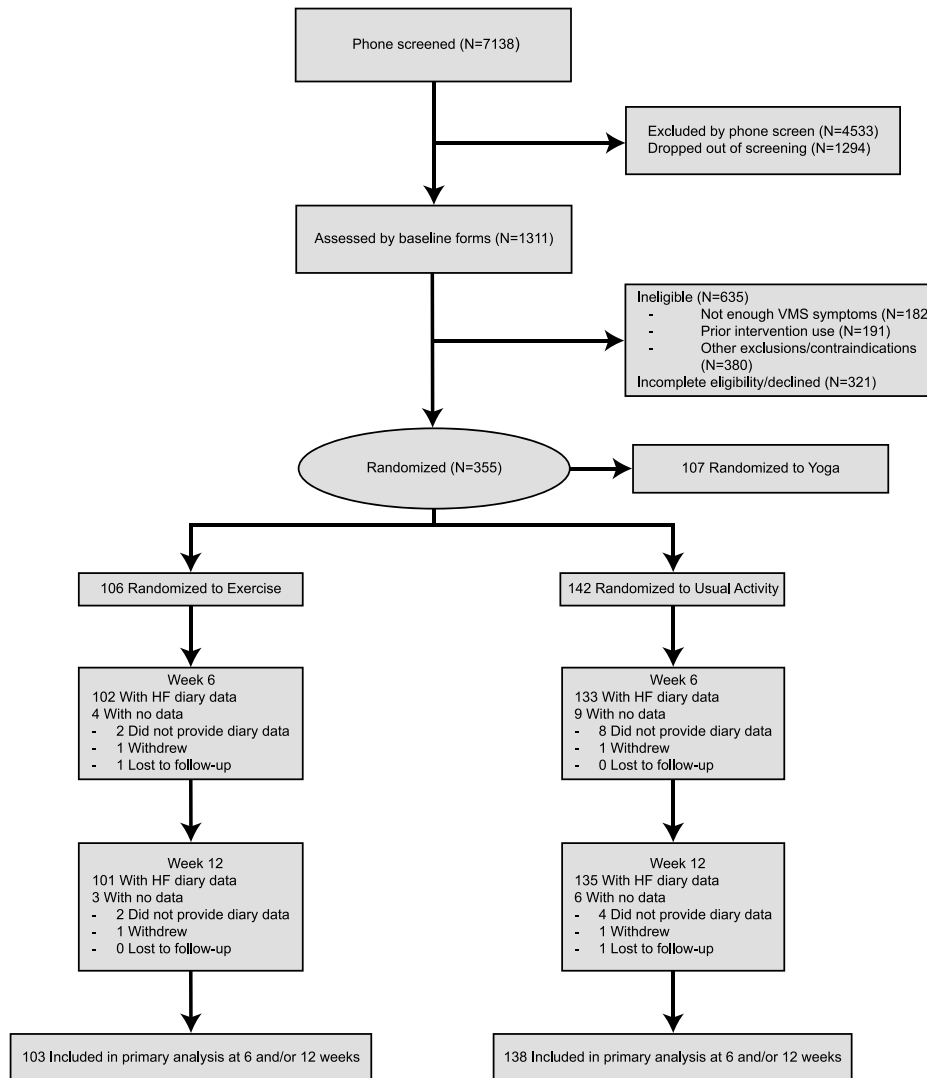 Phone screened (N=7138)
Excluded by phone screen (N=4533)
Dropped out of screening (N=1294)
Assessed by baseline forms (N=1311)
Ineligible (N=635)
- Not enough VMS symptoms (N=182
- Prior intervention use (N=191)
- Other exclusions/contraindications
(N=380)
Incomplete eligibility/declined (N=321)
Randomized (N=355)
107 Randomized to Yoga
106 Randomized to Exercise
142 Randomized to Usual Activity
Week 6
102 With HF diary data
4 With no data
- 2 Did not provide diary data
- 1 Withdrew
- 1 Lost to follow-up
Week 6
133 With HF diary data
9 With no data
- 8 Did not provide diary data
- 1 Withdrew
- 0 Lost to follow-up
Week 12
101 With HF diary data
3 With no data
- 2 Did not provide diary data
- 1 Withdrew
- 0 Lost to follow-up
Week 12
135 With HF diary data
6 With no data
- 4 Did not provide diary data
- 1 Withdrew
- 1 Lost to follow-up
103 Included in primary analysis at 6 and/or 12 weeks
138 Included in primary analysis at 6 and/or 12 weeks